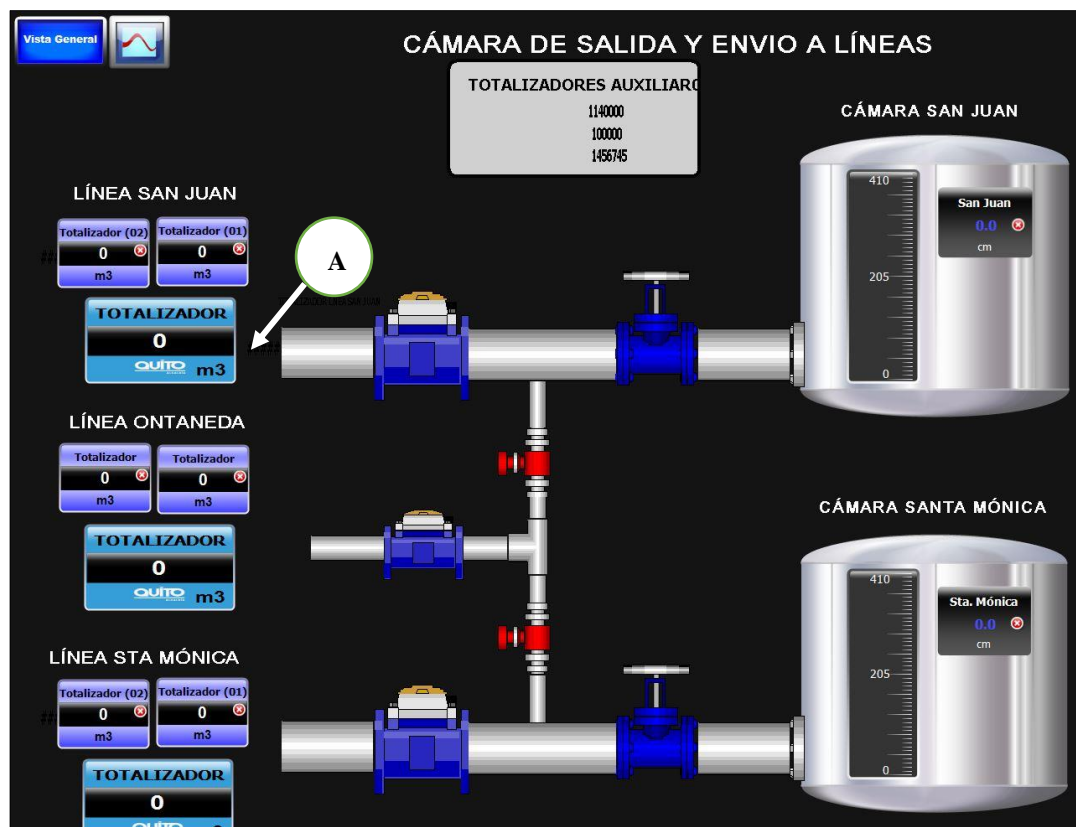 Vista General
CÁMARA DE SALIDA Y ENVIO A LÍNEAS
TOTALIZADORES AUXILIARO
1140000
100000
1456745
CÁMARA SAN JUAN
410
205
0
San Juan
0.0
cm
LÍNEA SAN JUAN
Totalizador (02)
0
m3
Totalizador (01)
0
m3
A
TOTALIZADOR
0
QUITO
m3
LÍNEA ONTANEDA
Totalizador
0
m3
Totalizador
0
m3
TOTALIZADOR
0
QUITO
m3
CÁMARA SANTA MÓNICA
410
205
0
Sta. Mónica
0.0
cm
LÍNEA STA MÓNICA
Totalizador (02)
0
m3
Totalizador (01)
0
m3
TOTALIZADOR
0
QUITO